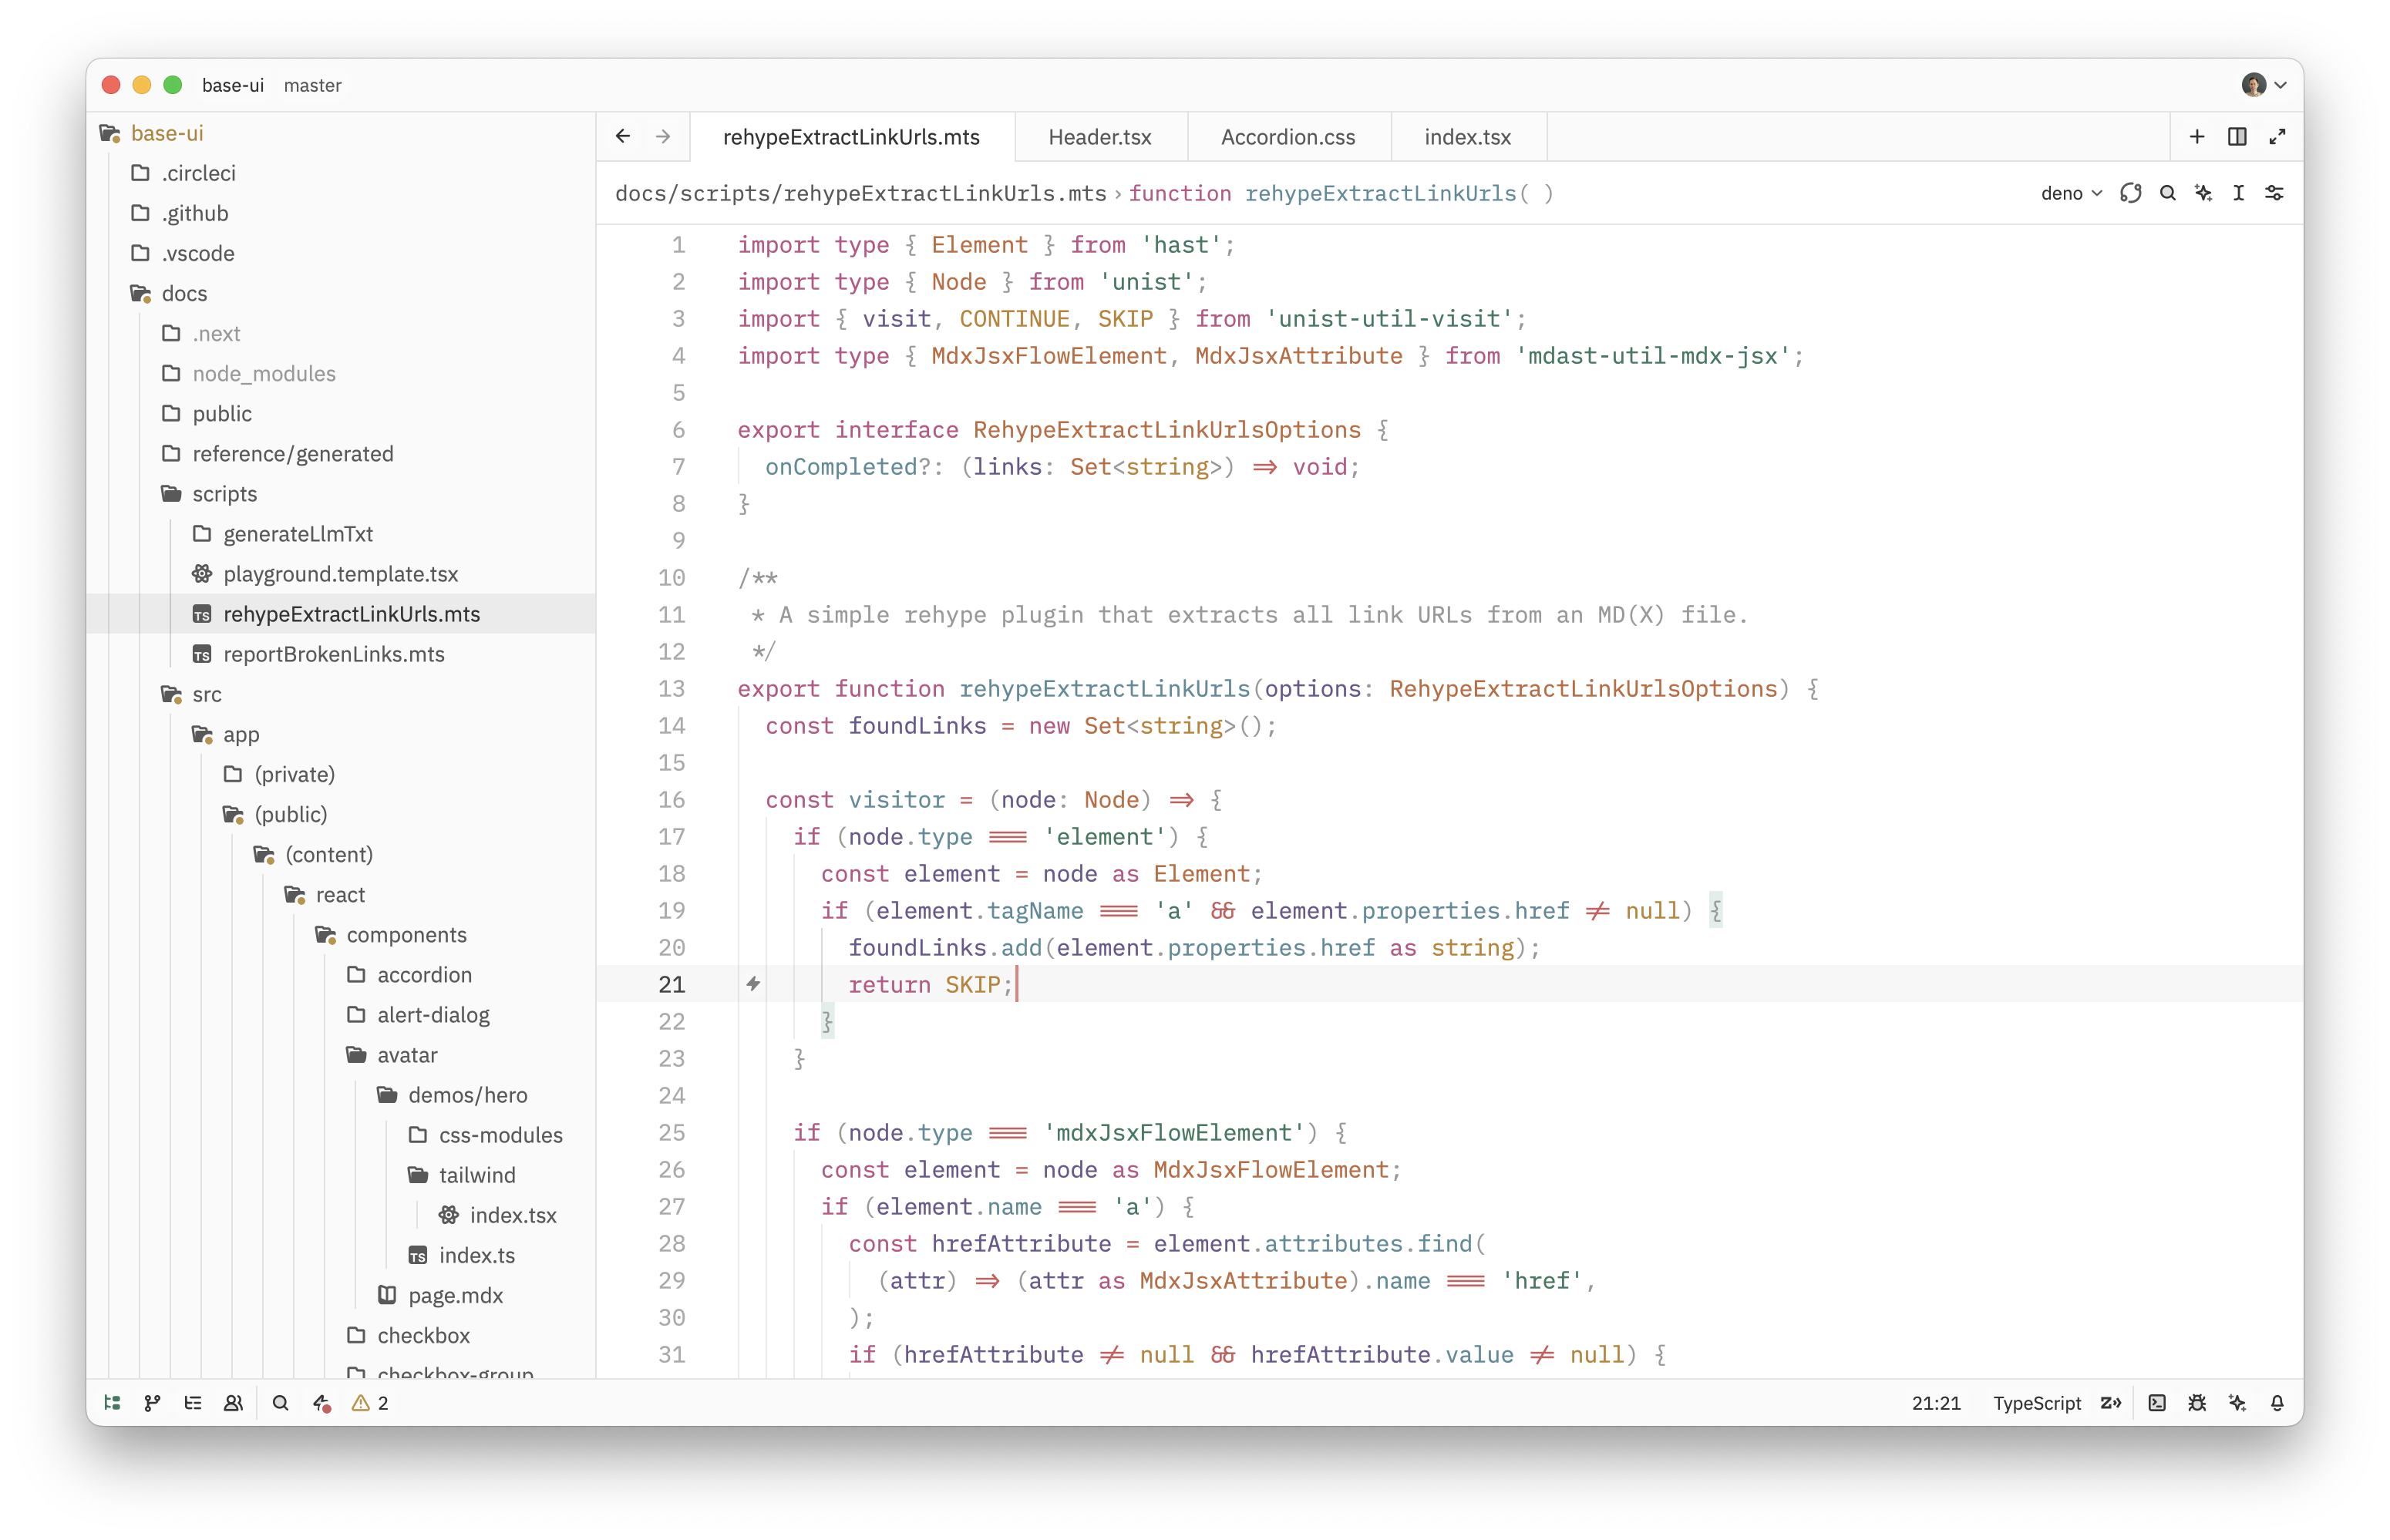 base-ui master
base-ui
.circleci
.github
.vscode
docs
.next
node_modules
public
reference/generated
scripts
generateLlmTxt
playground.template.tsx
rehypeExtractLinkUrls.mts
reportBrokenLinks.mts
src
app
(private)
(public)
(content)
react
components
accordion
alert-dialog
avatar
demos/hero
css-modules
tailwind
index.tsx
index.ts
page.mdx
checkbox
checkbox-group
rehypeExtractLinkUrls.mts Header.tsx Accordion.css index.tsx
docs/scripts/rehypeExtractLinkUrls.mts › function rehypeExtractLinkUrls( ) deno
1 import type { Element } from 'hast';
2 import type { Node } from 'unist';
3 import { visit, CONTINUE, SKIP } from 'unist-util-visit';
4 import type { MdxJsxFlowElement, MdxJsxAttribute } from 'mdast-util-mdx-jsx';
5
6 export interface RehypeExtractLinkUrlsOptions {
7 onCompleted?: (links: Set<string>) => void;
8 }
9
10 /**
11 * A simple rehype plugin that extracts all link URLs from an MD(X) file.
12 */
13 export function rehypeExtractLinkUrls(options: RehypeExtractLinkUrlsOptions) {
14 const foundLinks = new Set<string>();
15
16 const visitor = (node: Node) => {
17 if (node.type === 'element') {
18 const element = node as Element;
19 if (element.tagName === 'a' && element.properties.href != null) {
20 foundLinks.add(element.properties.href as string);
21 return SKIP;
22 }
23 }
24
25 if (node.type === 'mdxJsxFlowElement') {
26 const element = node as MdxJsxFlowElement;
27 if (element.name === 'a') {
28 const hrefAttribute = element.attributes.find(
29 (attr) => (attr as MdxJsxAttribute).name === 'href',
30 );
31 if (hrefAttribute != null && hrefAttribute.value != null) {
2 21:21 TypeScript